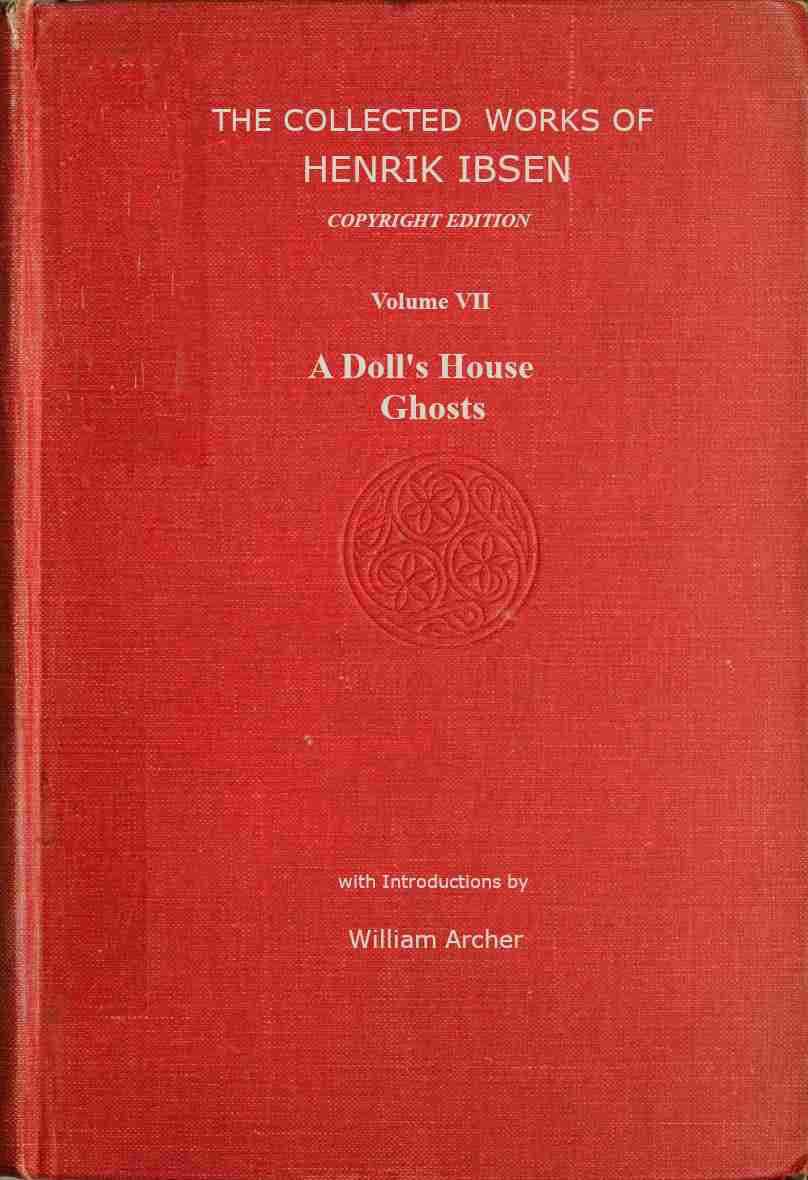 THE COLLECTED WORKS OF
HENRIK IBSEN
COPYRIGHT EDITION
Volume VII
A Doll's House
Ghosts
with Introductions by
William Archer